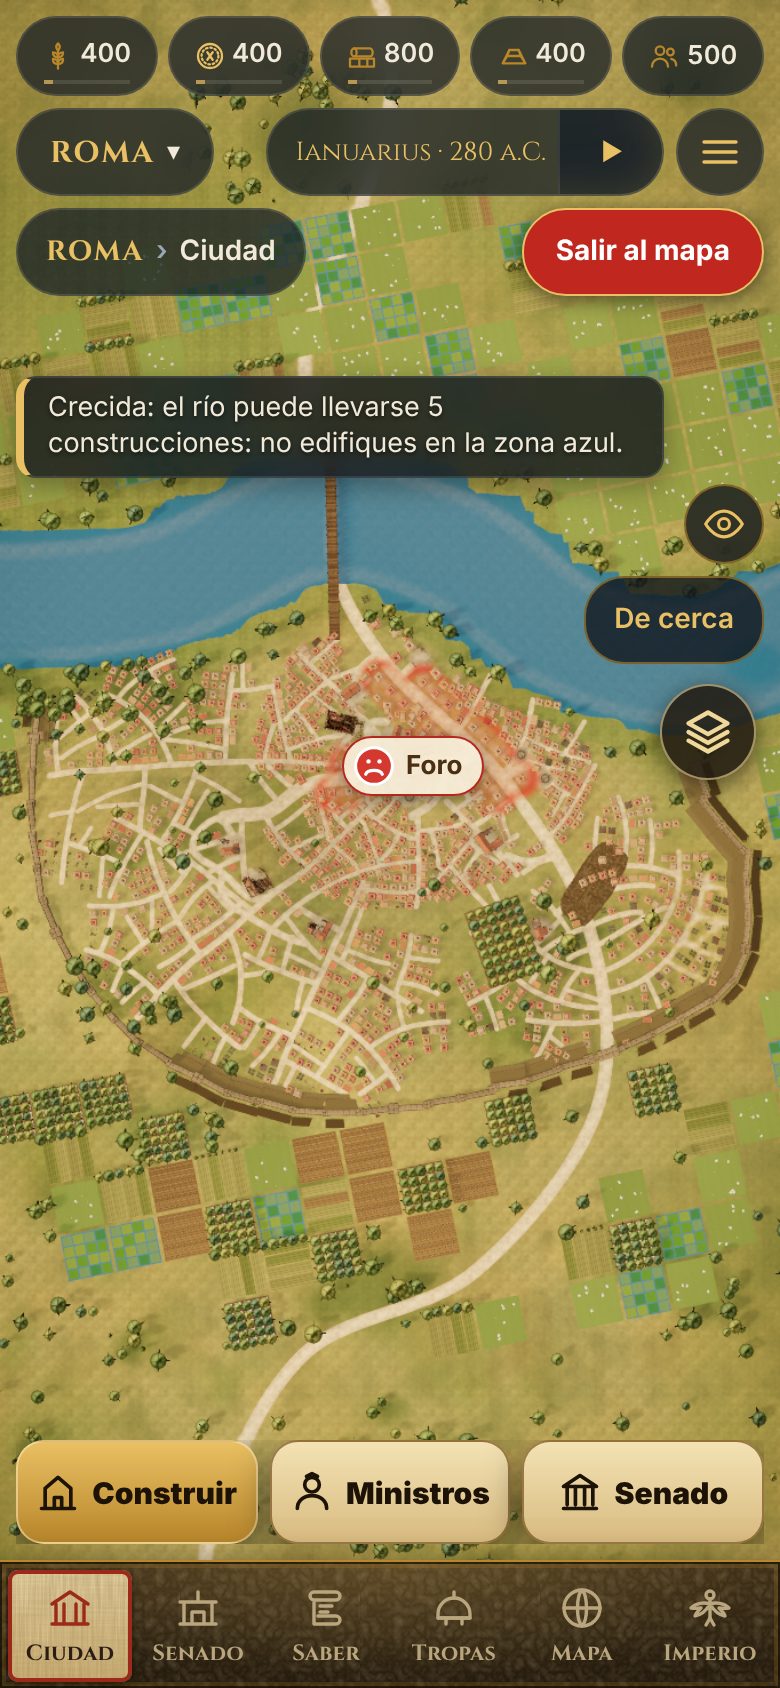 400
400
800
400
500
ROMA ▾
Ianuarius · 280 a.C.
ROMA › Ciudad
Salir al mapa
Crecida: el río puede llevarse 5
construcciones: no edifiques en la zona azul.
De cerca
Foro
Construir
Ministros
Senado
Ciudad
Senado
Saber
Tropas
Mapa
Imperio